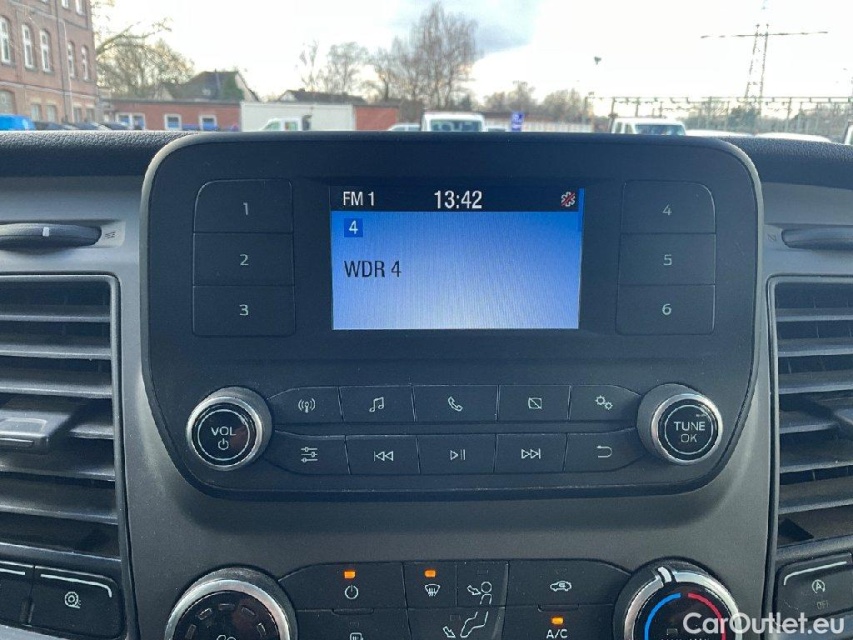 FM 1 13:42
4
WDR 4
1
2
3
4
5
6
VOL
TUNE
OK
A/C
CarOutlet.eu